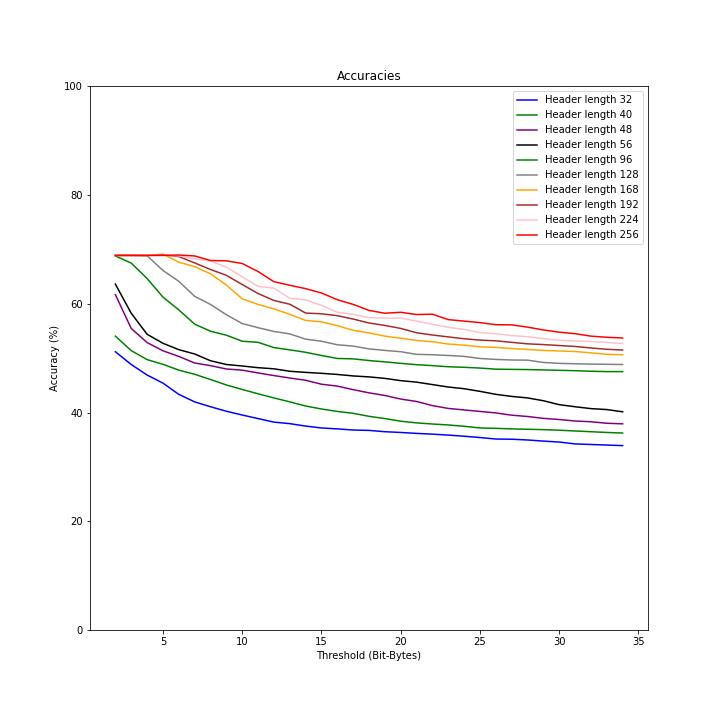 Accuracies
100
80
60
40
20
0
Accuracy (%)
Header length 32
Header length 40
Header length 48
Header length 56
Header length 96
Header length 128
Header length 168
Header length 192
Header length 224
Header length 256
5 10 15 20 25 30 35
Threshold (Bit-Bytes)